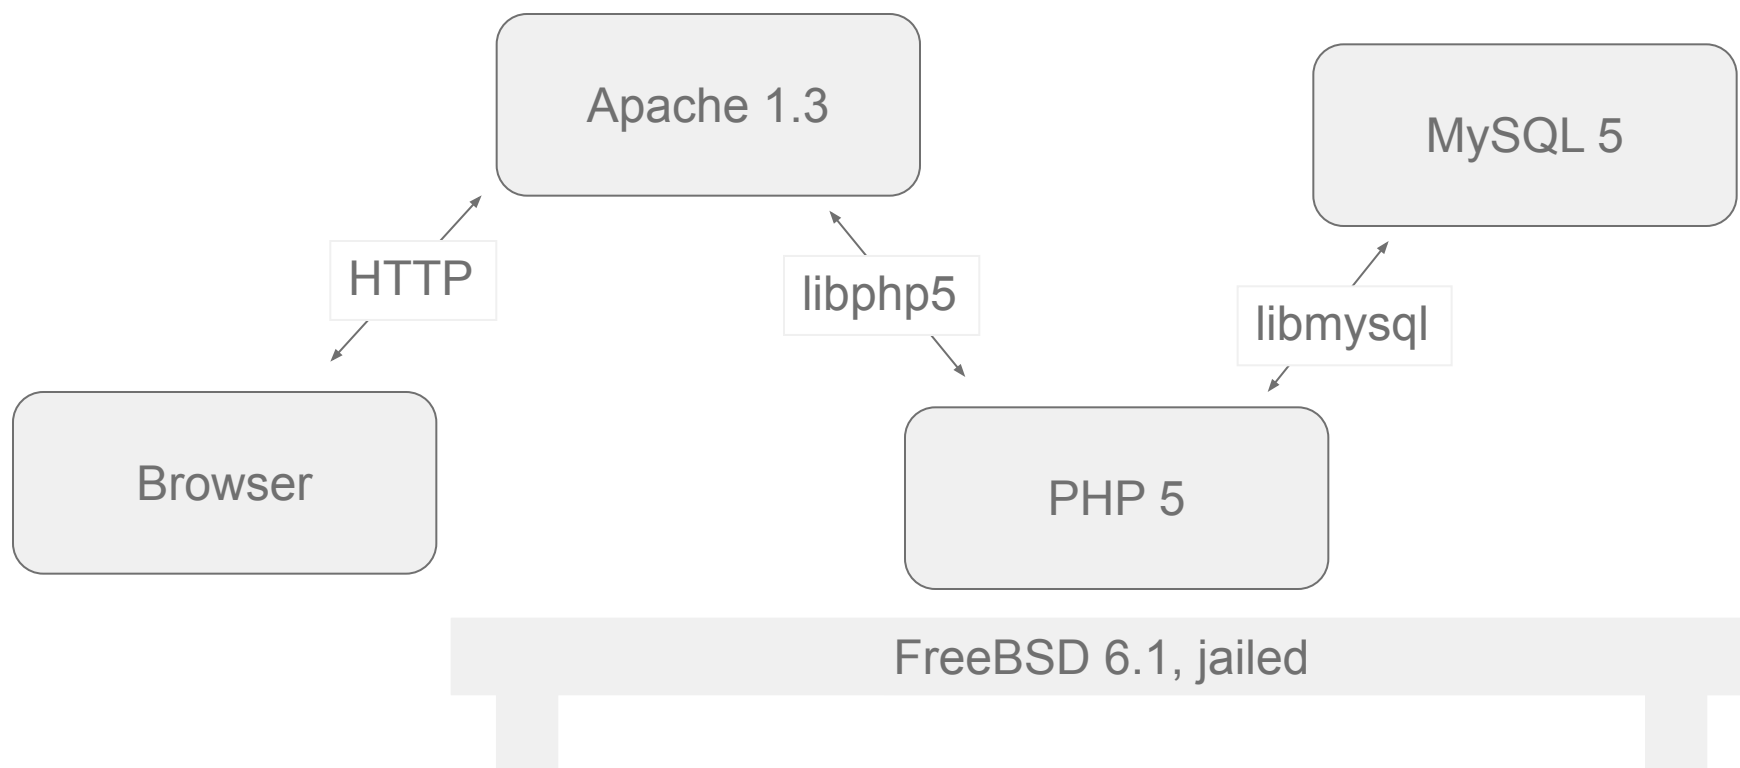 Apache 1.3
MySQL 5
HTTP
libphp5
libmysql
Browser
PHP 5
FreeBSD 6.1, jailed